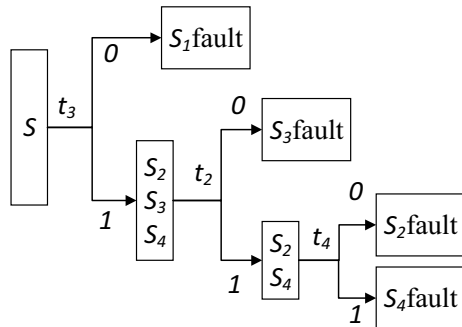 0
S₁fault
t₃
S
0
S₃fault
t₂
S₂
S₃
S₄
1
0
S₂fault
t₄
S₂
S₄
1
S₄fault
1